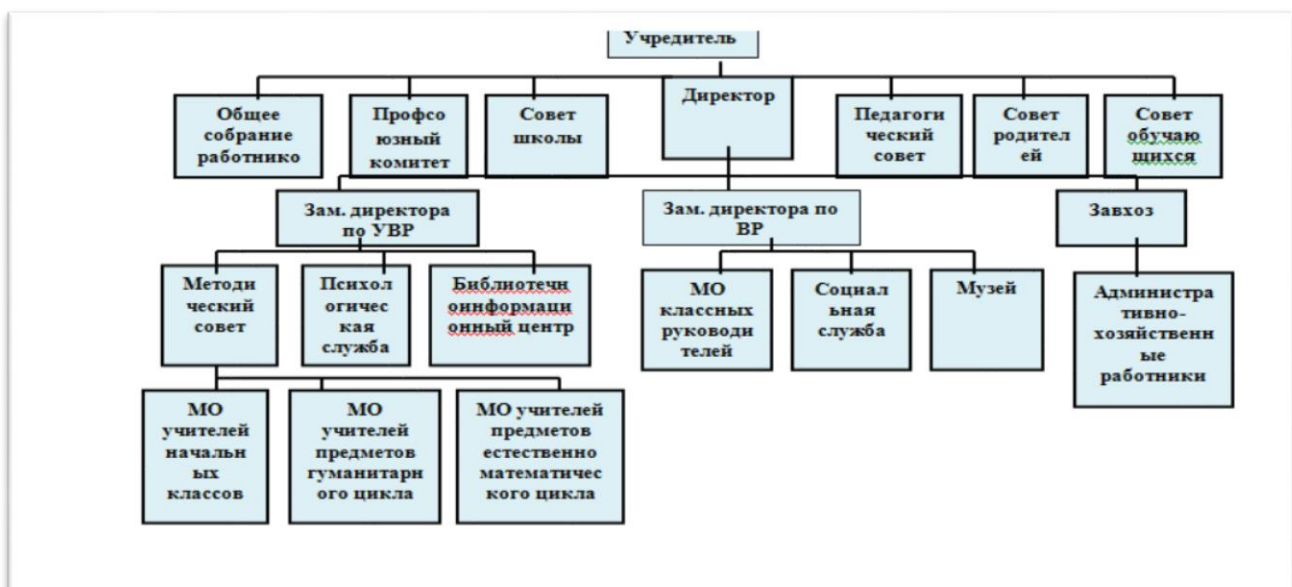 Учредитель
Общее
собрание
работнико
Профсо
юзный
комитет
Совет
школы
Директор
Педагоги
ческий
совет
Совет
родител
ей
Совет
обучаю
щихся
Зам. директора
по УВР
Зам. директора по
ВР
Завхоз
Методи
ческий
совет
Психол
огичес
кая
служба
Библиотечн
оинформаци
онный центр
МО
классных
руководи
телей
Социал
ьная
служба
Музей
Администра
тивно-
хозяйственн
ые
работники
МО
учителей
начальн
ых
классов
МО
учителей
предметов
гуманитарн
ого цикла
МО учителей
предметов
естественно
математичес
кого цикла